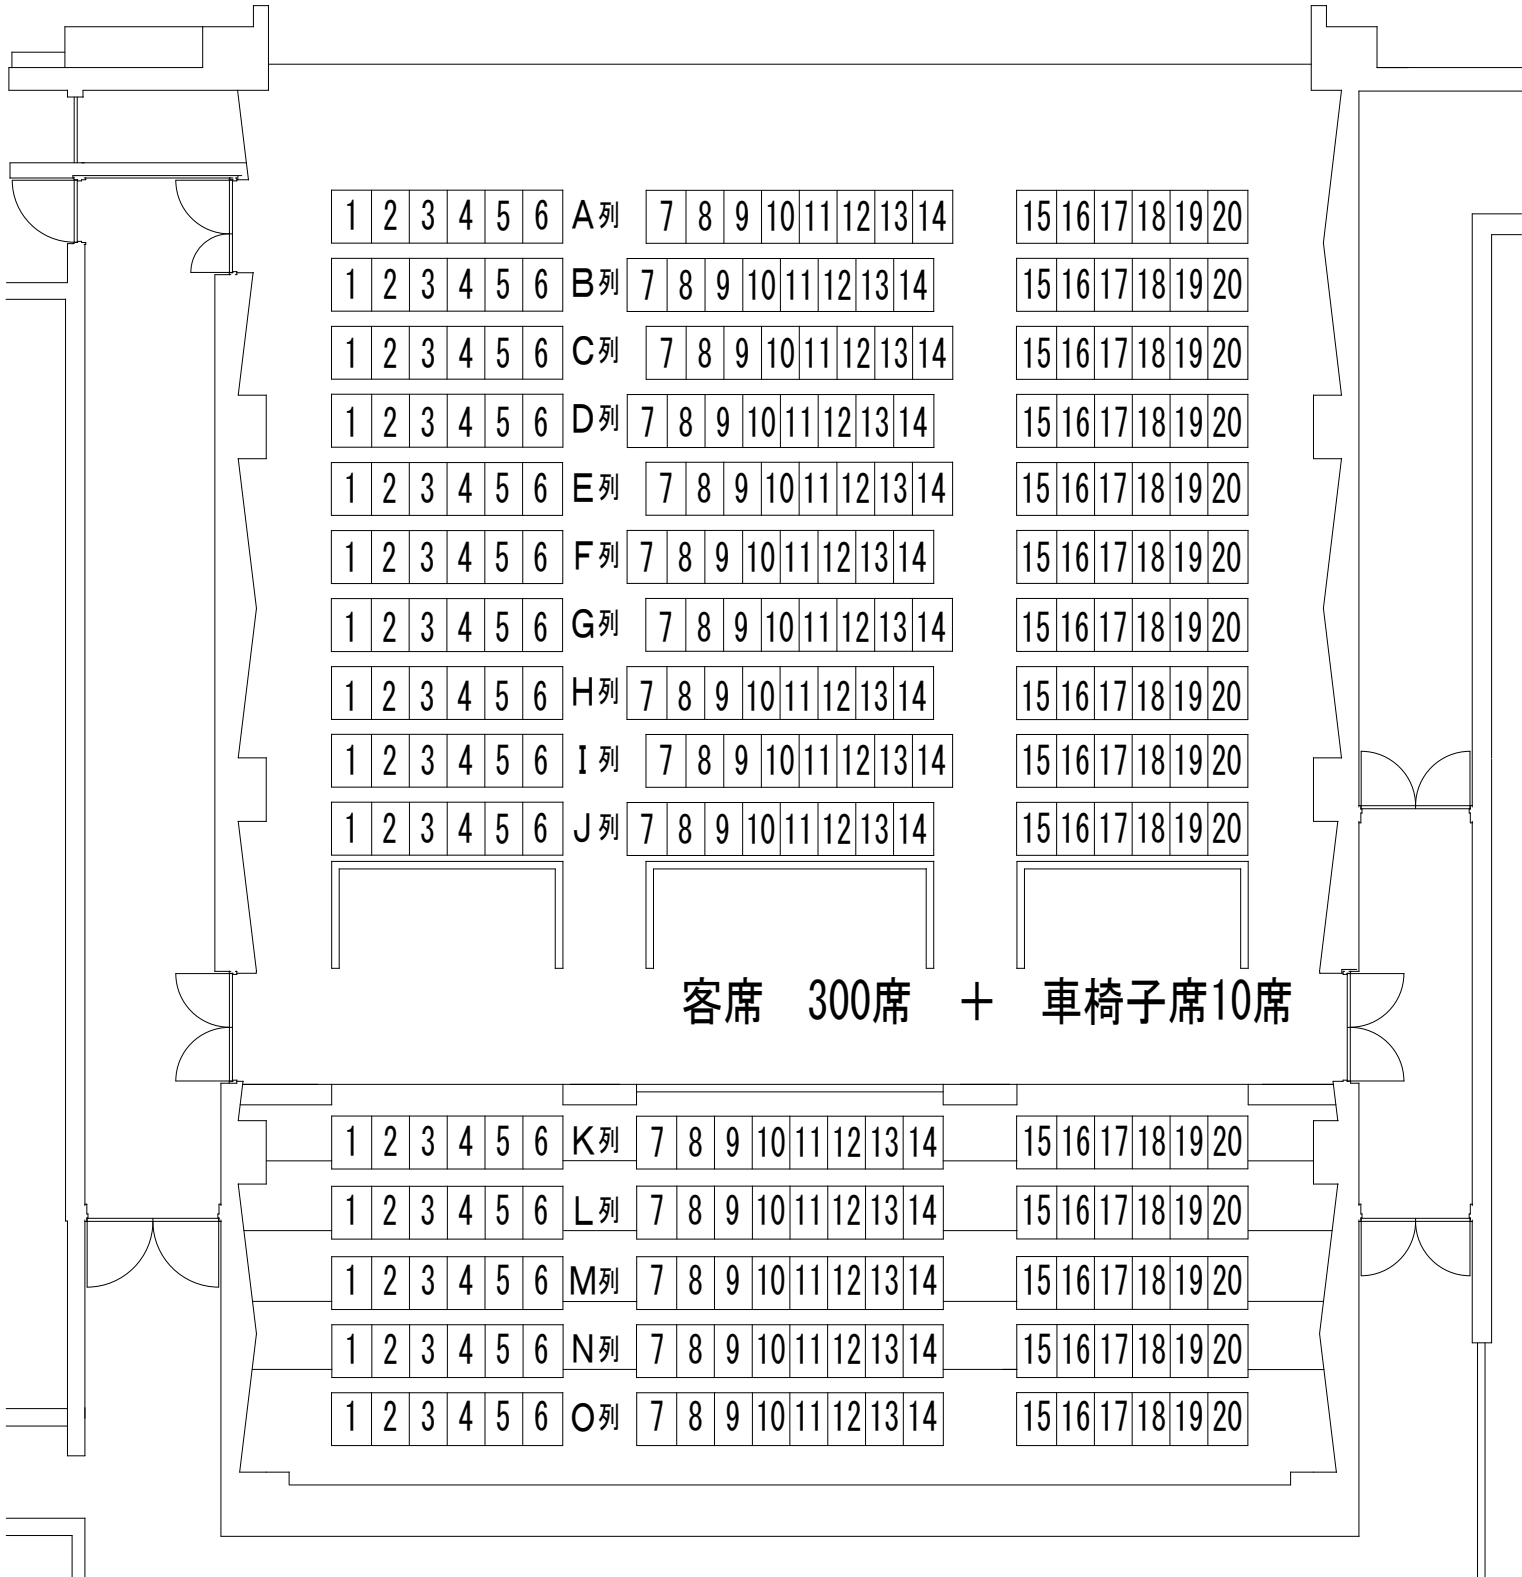 1 2 3 4 5 6 A列 7 8 9 10 11 12 13 14 15 16 17 18 19 20
1 2 3 4 5 6 B列 7 8 9 10 11 12 13 14 15 16 17 18 19 20
1 2 3 4 5 6 C列 7 8 9 10 11 12 13 14 15 16 17 18 19 20
1 2 3 4 5 6 D列 7 8 9 10 11 12 13 14 15 16 17 18 19 20
1 2 3 4 5 6 E列 7 8 9 10 11 12 13 14 15 16 17 18 19 20
1 2 3 4 5 6 F列 7 8 9 10 11 12 13 14 15 16 17 18 19 20
1 2 3 4 5 6 G列 7 8 9 10 11 12 13 14 15 16 17 18 19 20
1 2 3 4 5 6 H列 7 8 9 10 11 12 13 14 15 16 17 18 19 20
1 2 3 4 5 6 I列 7 8 9 10 11 12 13 14 15 16 17 18 19 20
1 2 3 4 5 6 J列 7 8 9 10 11 12 13 14 15 16 17 18 19 20
客席 300席 + 車椅子席10席
1 2 3 4 5 6 K列 7 8 9 10 11 12 13 14 15 16 17 18 19 20
1 2 3 4 5 6 L列 7 8 9 10 11 12 13 14 15 16 17 18 19 20
1 2 3 4 5 6 M列 7 8 9 10 11 12 13 14 15 16 17 18 19 20
1 2 3 4 5 6 N列 7 8 9 10 11 12 13 14 15 16 17 18 19 20
1 2 3 4 5 6 O列 7 8 9 10 11 12 13 14 15 16 17 18 19 20